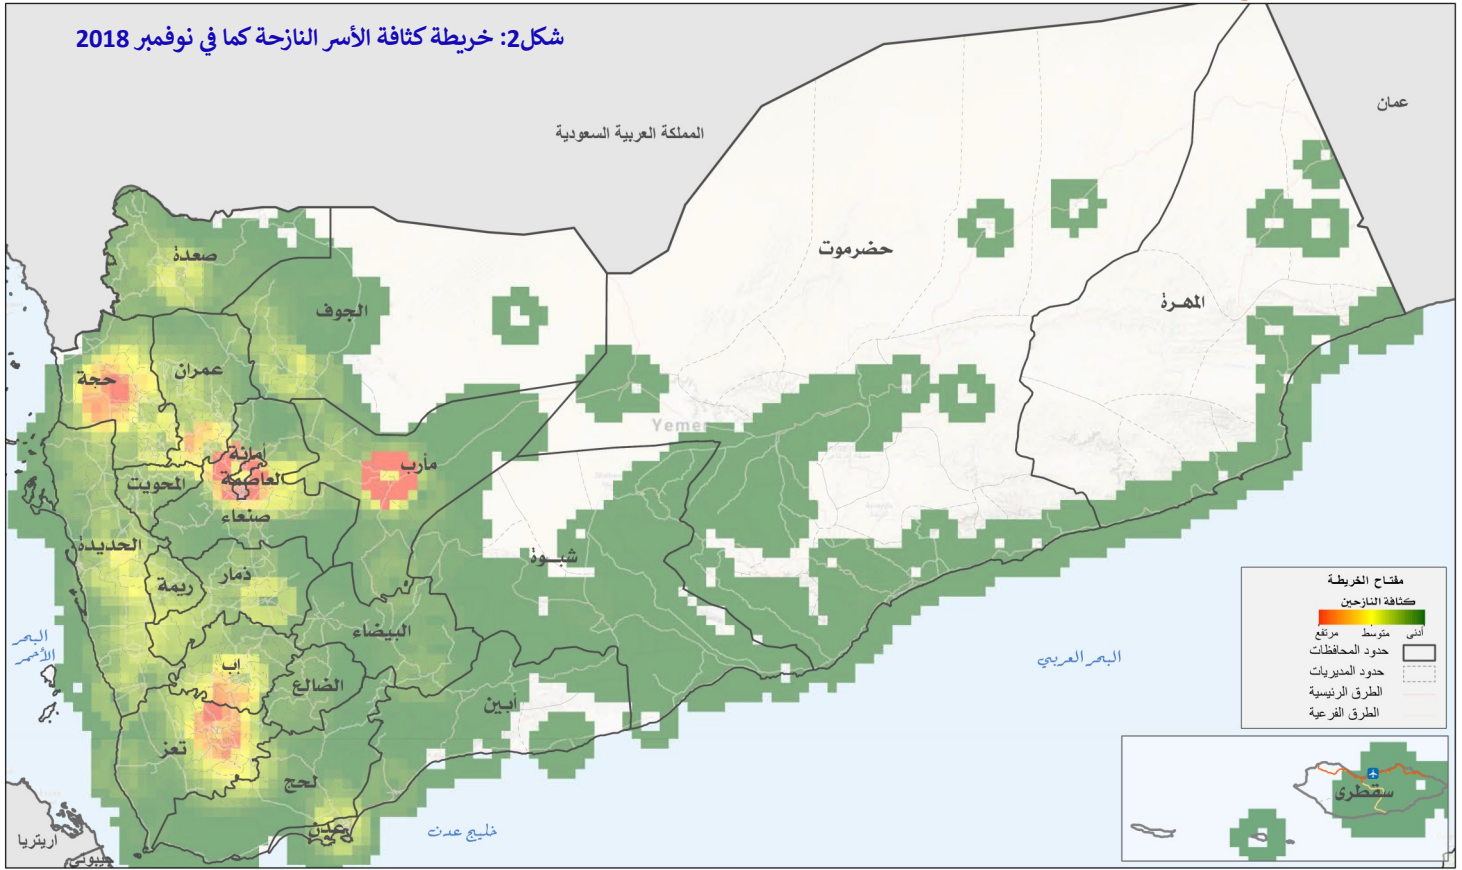 شكل2: خريطة كثافة الأسر النازحة كما في نوفمبر 2018
عمان
المملكة العربية السعودية
صعدة
حضرموت
المهرة
الجوف
حجة
عمران
Yemen
أمانة
العاصمة
مأرب
المحويت
صنعاء
الحديدة
شبوة
ذمار
ريمة
البيضاء
البحر
الأحمر
إب
الضالع
أبين
تعز
لحج
عدن
خليج عدن
البحر العربي
اريتريا
جيبوتي
مفتاح الخريطة
كثافة النازحين
مرتفع متوسط أدنى
حدود المحافظات
حدود المديريات
الطرق الرئيسية
الطرق الفرعية
سقطرى